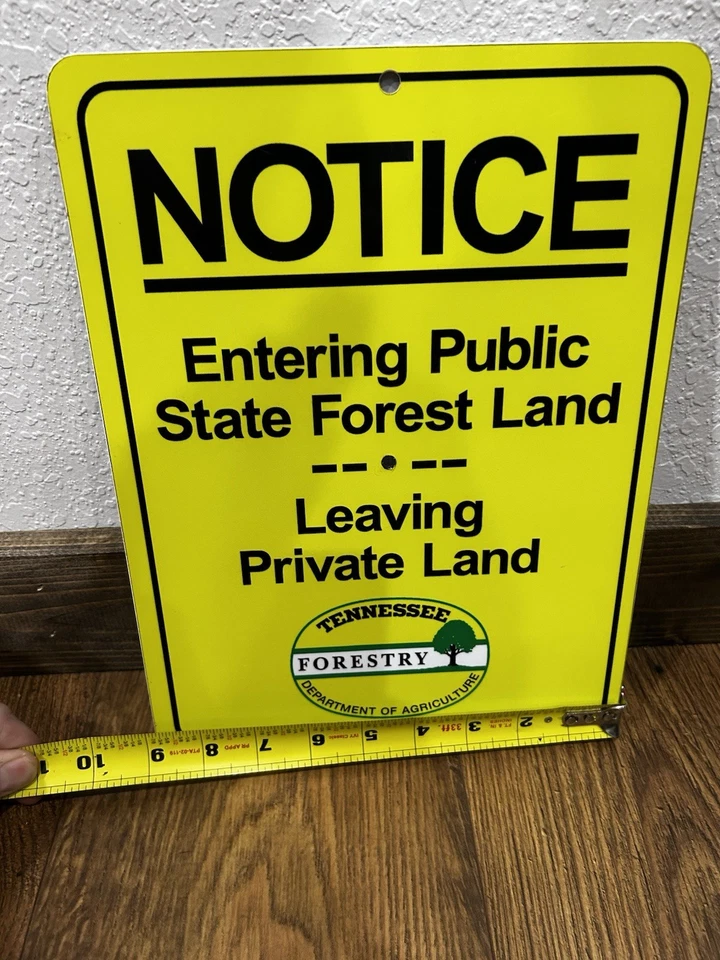 NOTICE
Entering Public
State Forest Land
Leaving
Private Land
TENNESSEE
FORESTRY
DEPARTMENT OF AGRICULTURE
2 3 33ft. 4 5 6 7 8 9 10